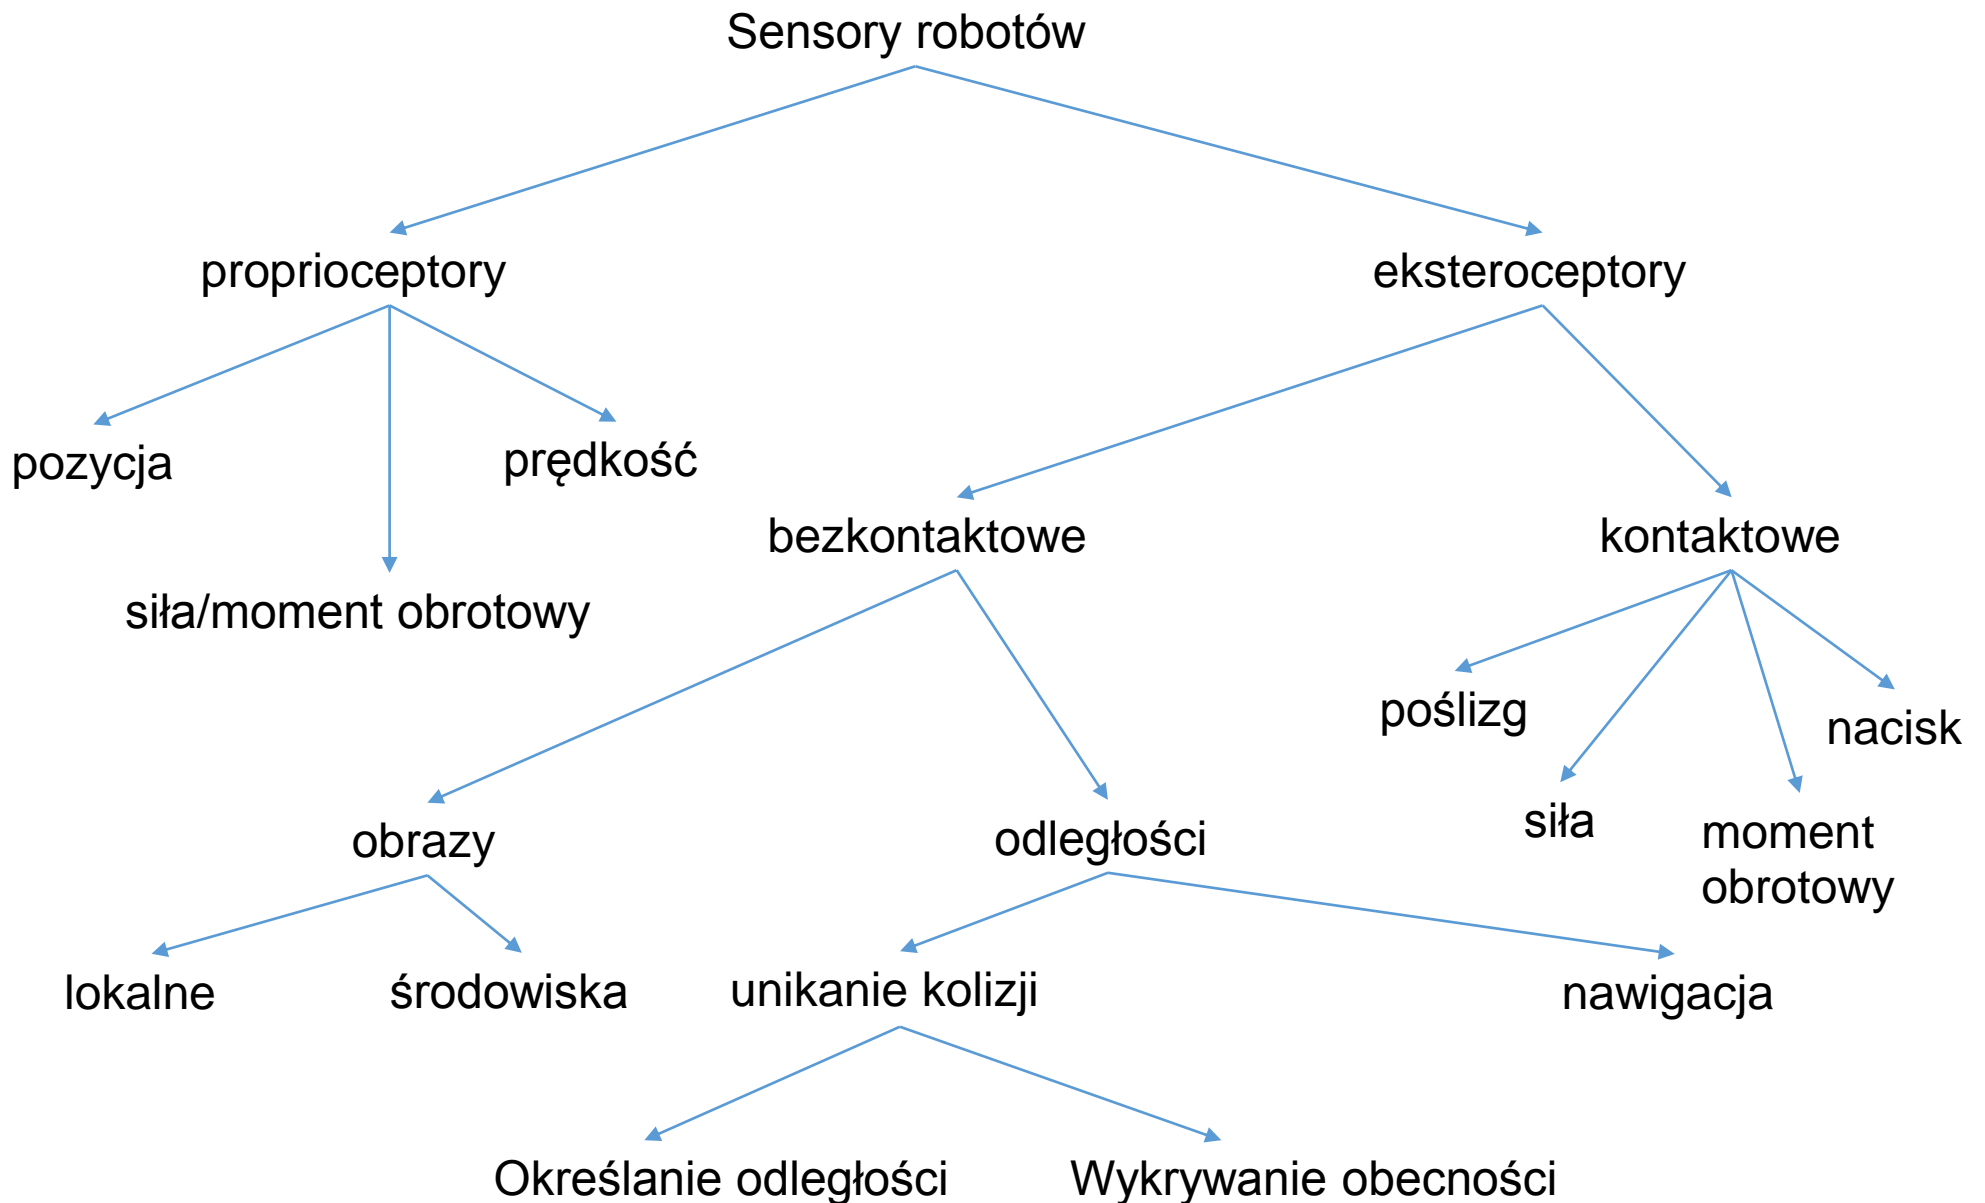 Sensory robotów
proprioceptory
eksteroceptory
pozycja
prędkość
siła/moment obrotowy
bezkontaktowe
kontaktowe
poślizg
nacisk
siła
moment
obrotowy
obrazy
odległości
lokalne
środowiska
unikanie kolizji
nawigacja
Określanie odległości
Wykrywanie obecności